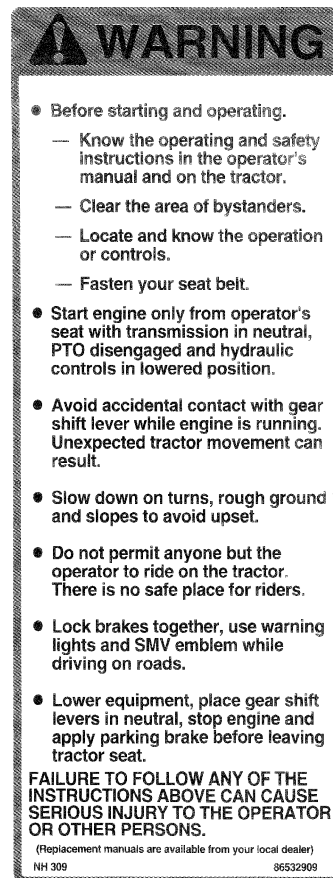 WARNING
• Before starting and operating.
— Know the operating and safety
instructions in the operator's
manual and on the tractor.
— Clear the area of bystanders.
— Locate and know the operation
or controls.
— Fasten your seat belt.
• Start engine only from operator's
seat with transmission in neutral,
PTO disengaged and hydraulic
controls in lowered position.
• Avoid accidental contact with gear
shift lever while engine is running.
Unexpected tractor movement can
result.
• Slow down on turns, rough ground
and slopes to avoid upset.
• Do not permit anyone but the
operator to ride on the tractor.
There is no safe place for riders.
• Lock brakes together, use warning
lights and SMV emblem while
driving on roads.
• Lower equipment, place gear shift
levers in neutral, stop engine and
apply parking brake before leaving
tractor seat.
FAILURE TO FOLLOW ANY OF THE
INSTRUCTIONS ABOVE CAN CAUSE
SERIOUS INJURY TO THE OPERATOR
OR OTHER PERSONS.
(Replacement manuals are available from your local dealer)
NH 309 86532909